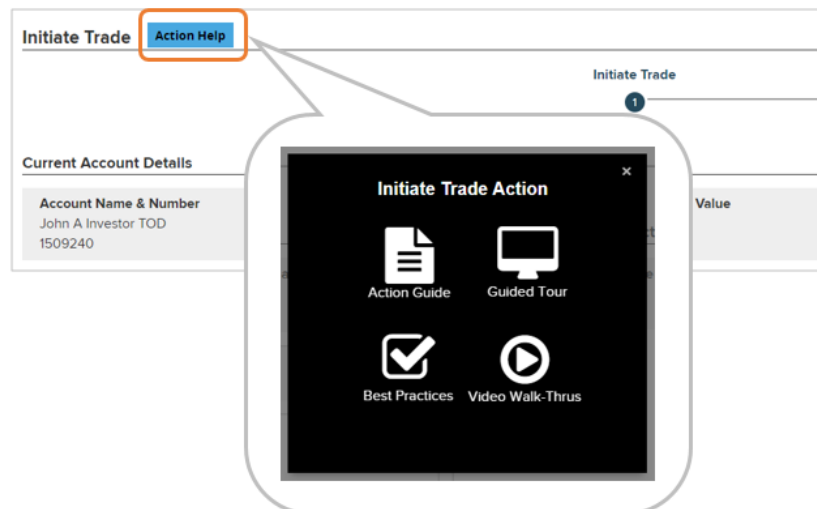 Initiate Trade Action Help
Initiate Trade
1
Current Account Details
Account Name & Number
John A Investor TOD
1509240
Value
×
Initiate Trade Action
Action Guide Guided Tour
Best Practices Video Walk-Thrus